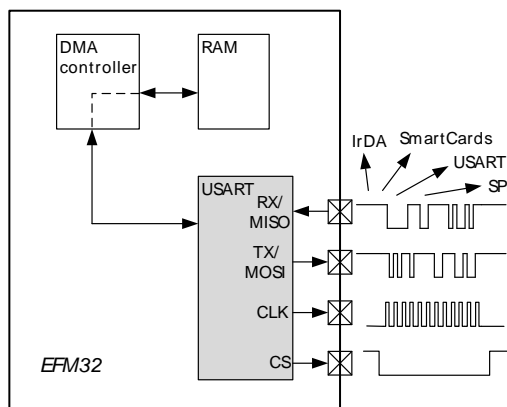 DMA
controller
RAM
IrDA
SmartCards
USART
SP
USART
RX/
MISO
TX/
MOSI
CLK
CS
EFM32